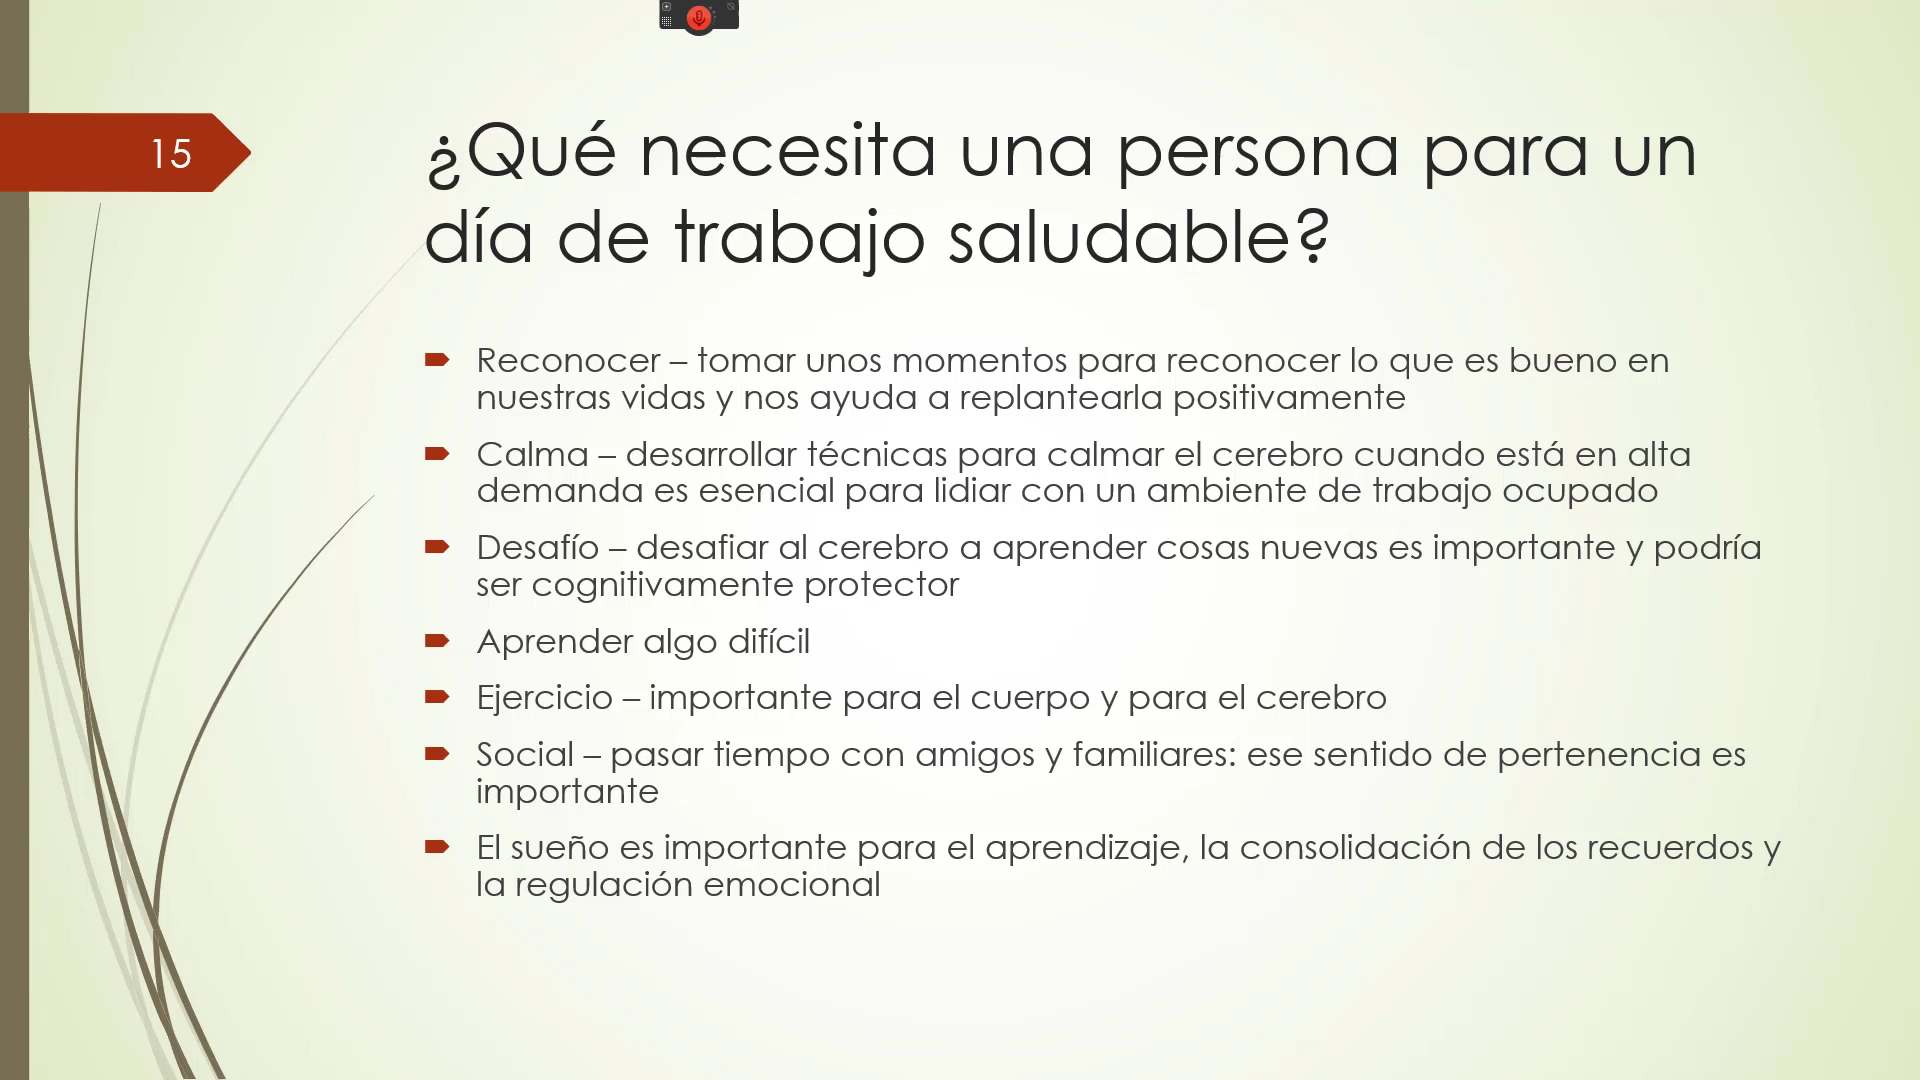 15
¿Qué necesita una persona para un
día de trabajo saludable?
Reconocer – tomar unos momentos para reconocer lo que es bueno en
nuestras vidas y nos ayuda a replantearla positivamente
Calma – desarrollar técnicas para calmar el cerebro cuando está en alta
demanda es esencial para lidiar con un ambiente de trabajo ocupado
Desafío – desafiar al cerebro a aprender cosas nuevas es importante y podría
ser cognitivamente protector
Aprender algo difícil
Ejercicio – importante para el cuerpo y para el cerebro
Social – pasar tiempo con amigos y familiares: ese sentido de pertenencia es
importante
El sueño es importante para el aprendizaje, la consolidación de los recuerdos y
la regulación emocional